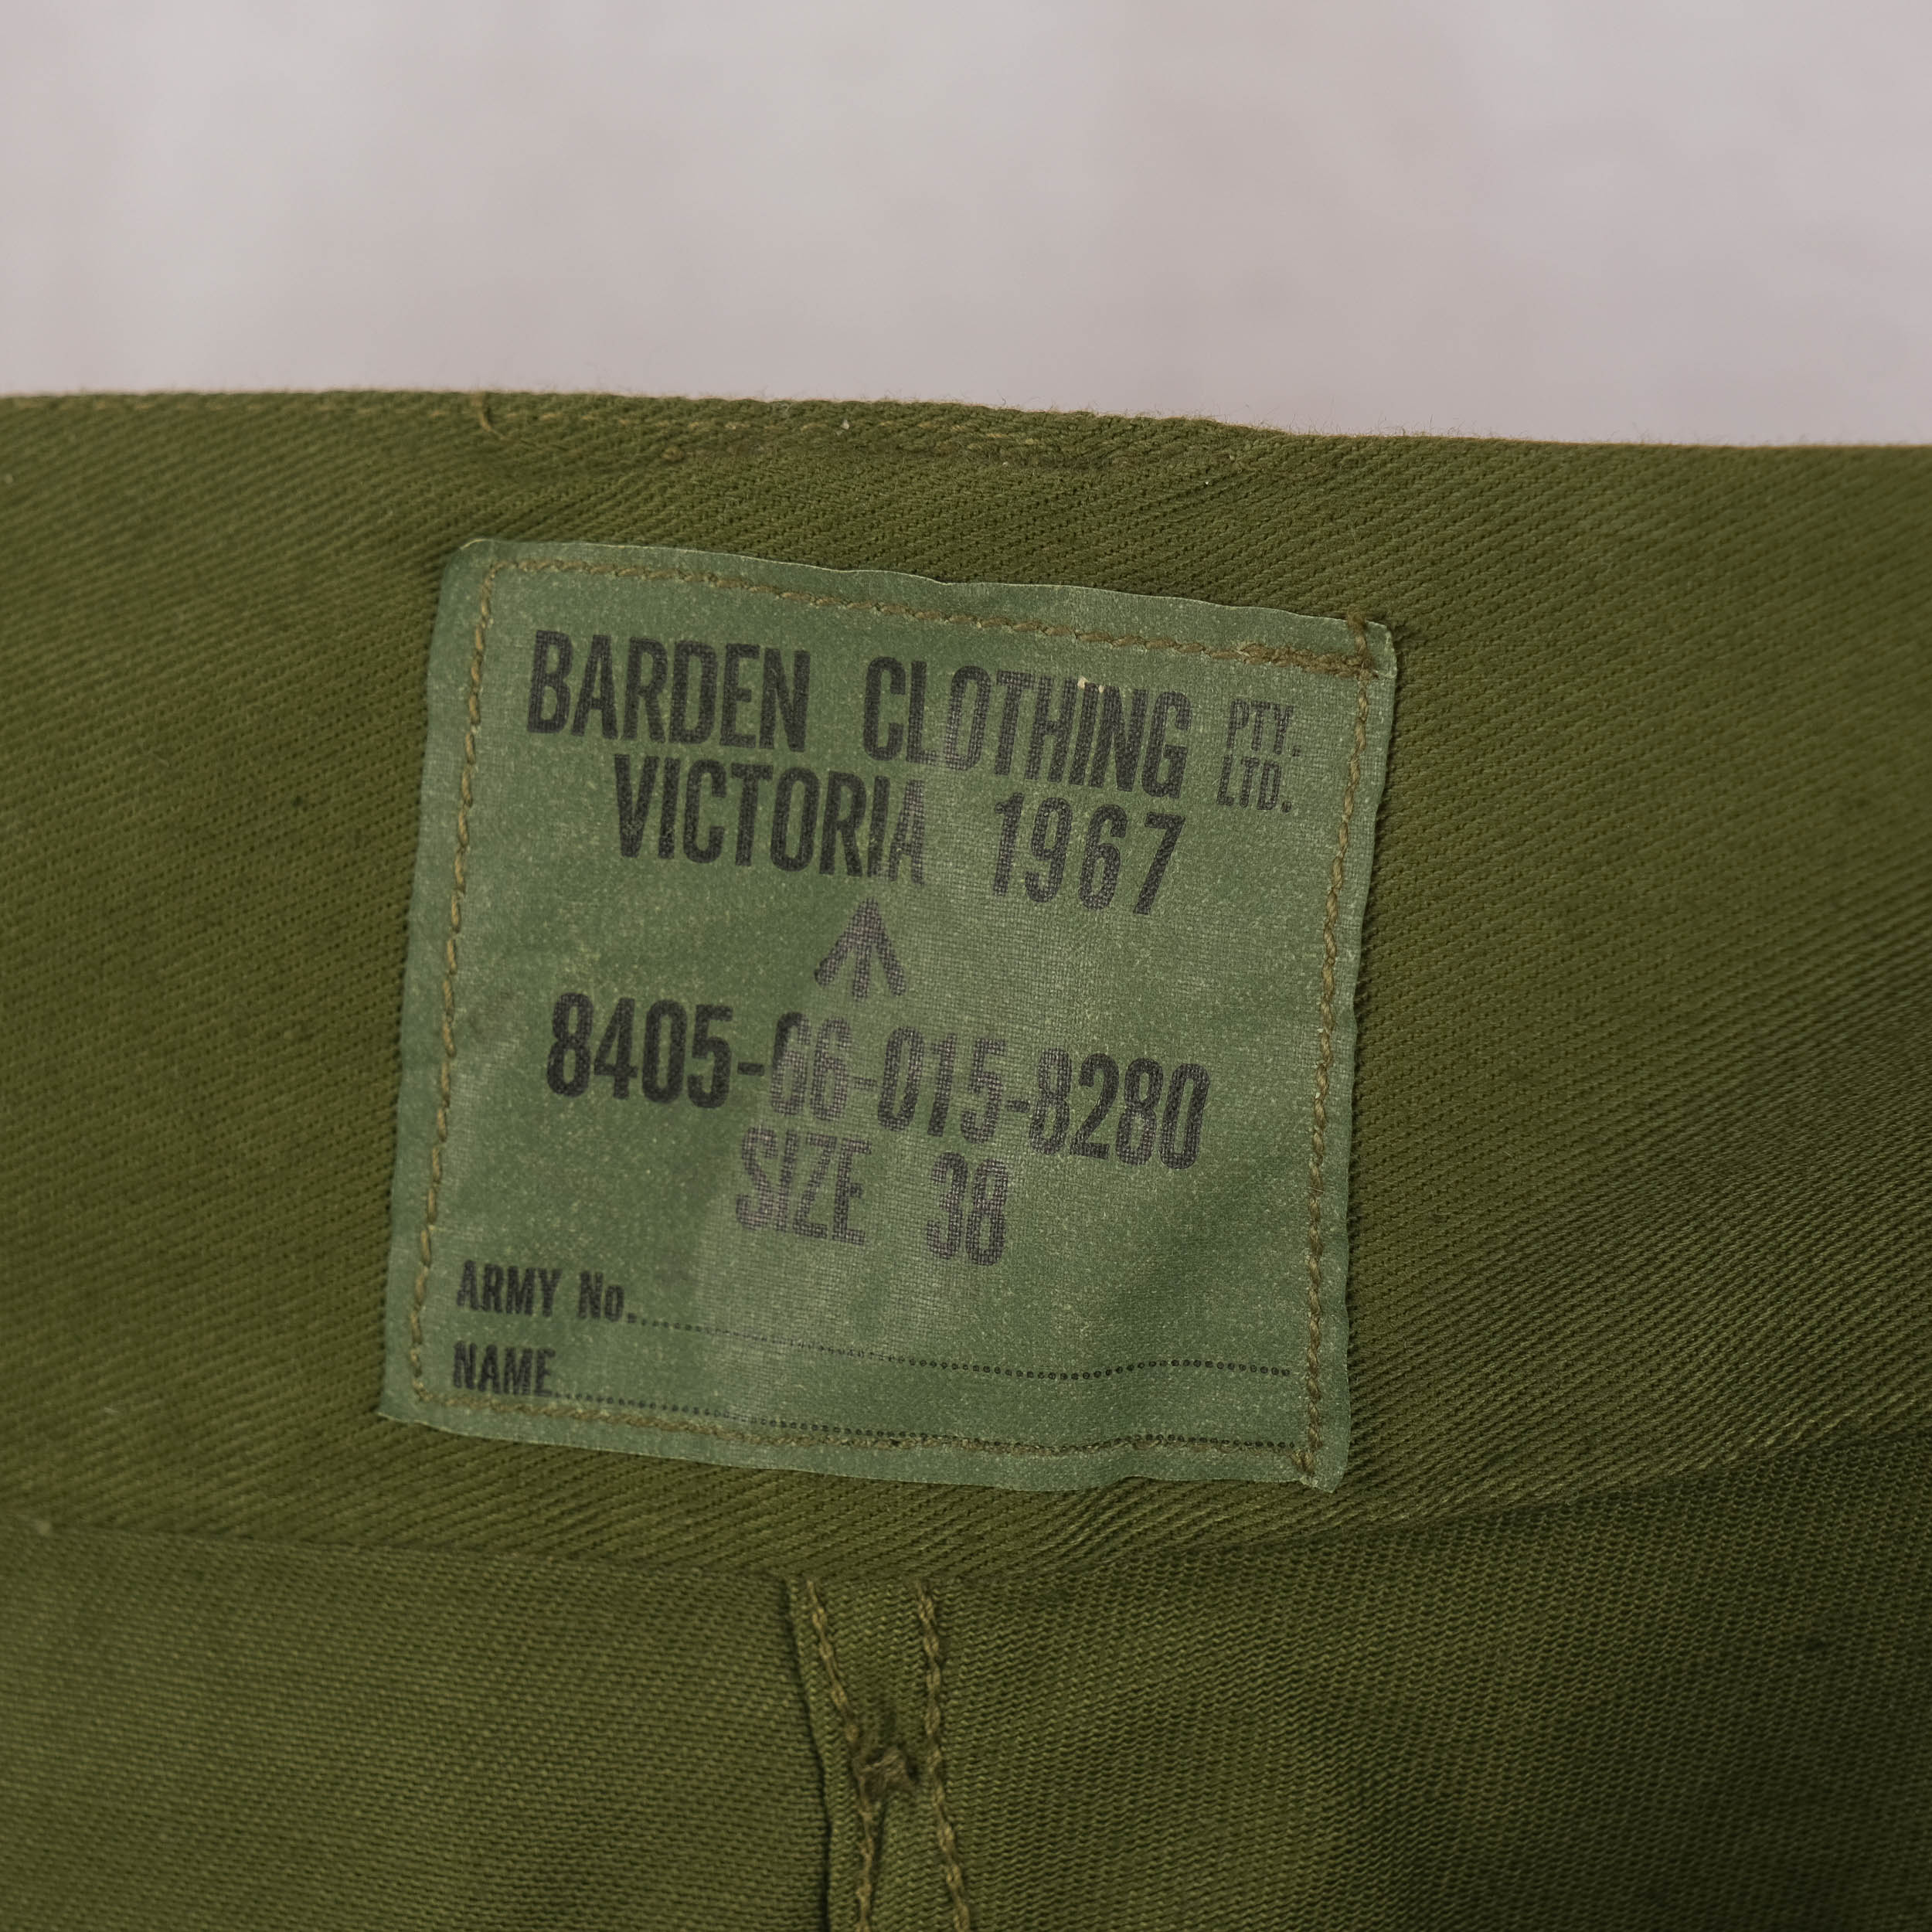 BARDEN CLOTHING PTY. LTD.
VICTORIA 1967
8405-66-015-8280
SIZE 38
ARMY No.
NAME